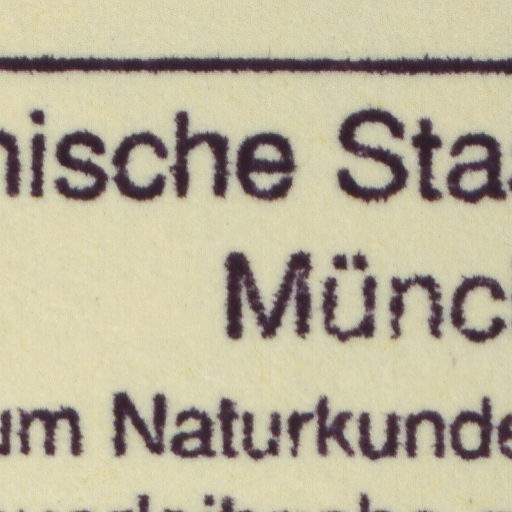 nische Sta
Münc
um Naturkunde